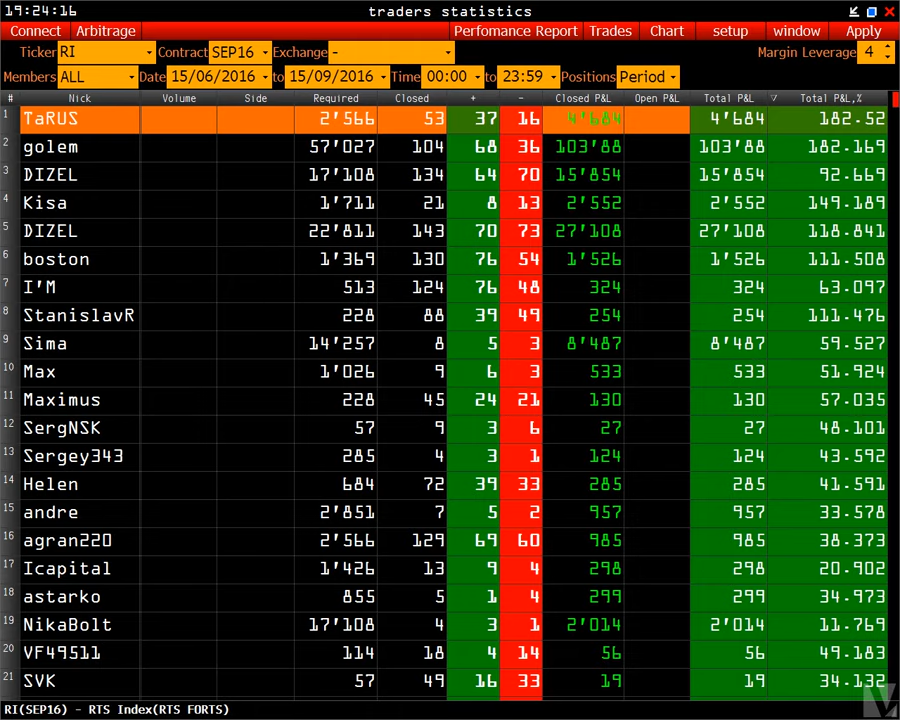 19:24:16 traders statistics
Connect Arbitrage Perfomance Report Trades Chart setup window Apply
Ticker RI Contract SEP16 Exchange - Margin Leverage 4
Members ALL Date 15/06/2016 to 15/09/2016 Time 00:00 to 23:59 Positions Period
# Nick Volume Side Required Closed + - Closed P&L Open P&L Total P&L Total P&L,%
1 TaRUS 2'566 53 37 16 4'684 4'684 182.52
2 golem 57'027 104 68 36 103'88 103'88 182.169
3 DIZEL 17'108 134 64 70 15'854 15'854 92.669
4 Kisa 1'711 21 8 13 2'552 2'552 149.189
5 DIZEL 22'811 143 70 73 27'108 27'108 118.841
6 boston 1'369 130 76 54 1'526 1'526 111.508
7 I'M 513 124 76 48 324 324 63.097
8 StanislavR 228 88 39 49 254 254 111.476
9 Sima 14'257 8 5 3 8'487 8'487 59.527
10 Max 1'026 9 6 3 533 533 51.924
11 Maximus 228 45 24 21 130 130 57.035
12 SergNSK 57 9 3 6 27 27 48.101
13 Sergey343 285 4 3 1 124 124 43.592
14 Helen 684 72 39 33 285 285 41.591
15 andre 2'851 7 5 2 957 957 33.578
16 agran220 2'566 129 69 60 985 985 38.373
17 Icapital 1'426 13 9 4 298 298 20.902
18 astarko 855 5 1 4 299 299 34.973
19 NikaBolt 17'108 4 3 1 2'014 2'014 11.769
20 VF49511 114 18 4 14 56 56 49.183
21 SVK 57 49 16 33 19 19 34.132
RI(SEP16) - RTS Index(RTS FORTS)